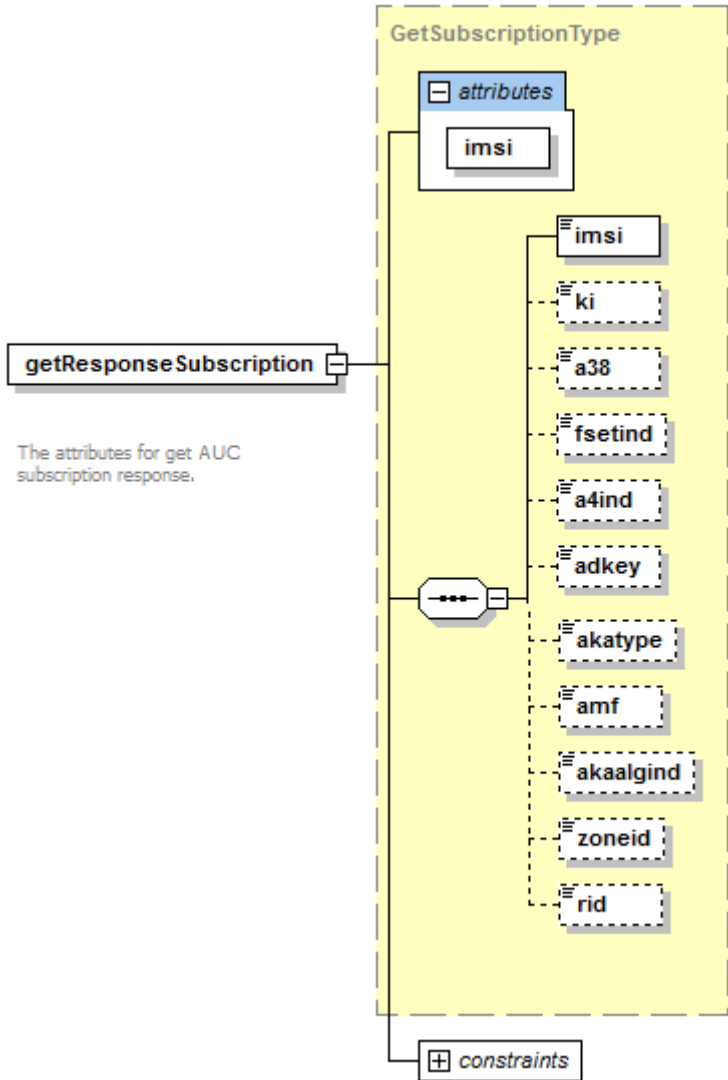 GetSubscriptionType
attributes
imsi
imsi
ki
a38
getResponseSubscription
fsetind
The attributes for get AUC
subscription response.
a4ind
adkey
akatype
amf
akaalgind
zoneid
rid
constraints